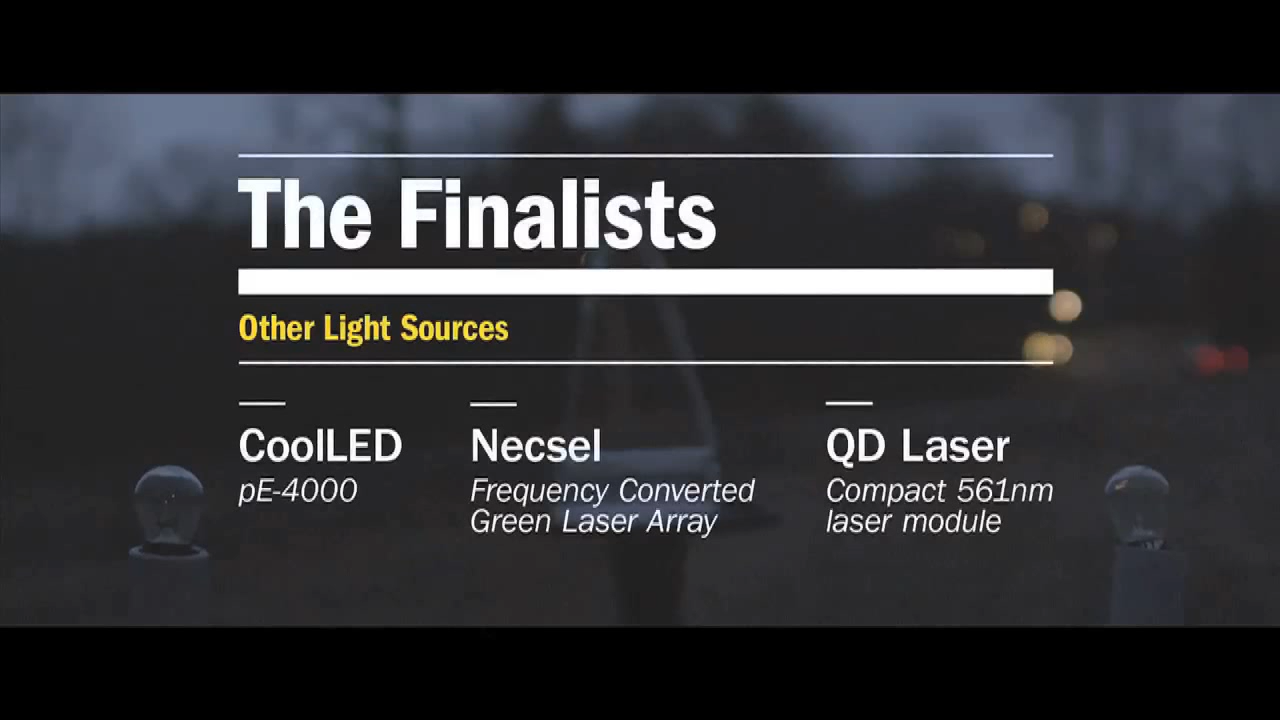 The Finalists
Other Light Sources
CoolLED
pE-4000
Necsel
Frequency Converted
Green Laser Array
QD Laser
Compact 561nm
laser module